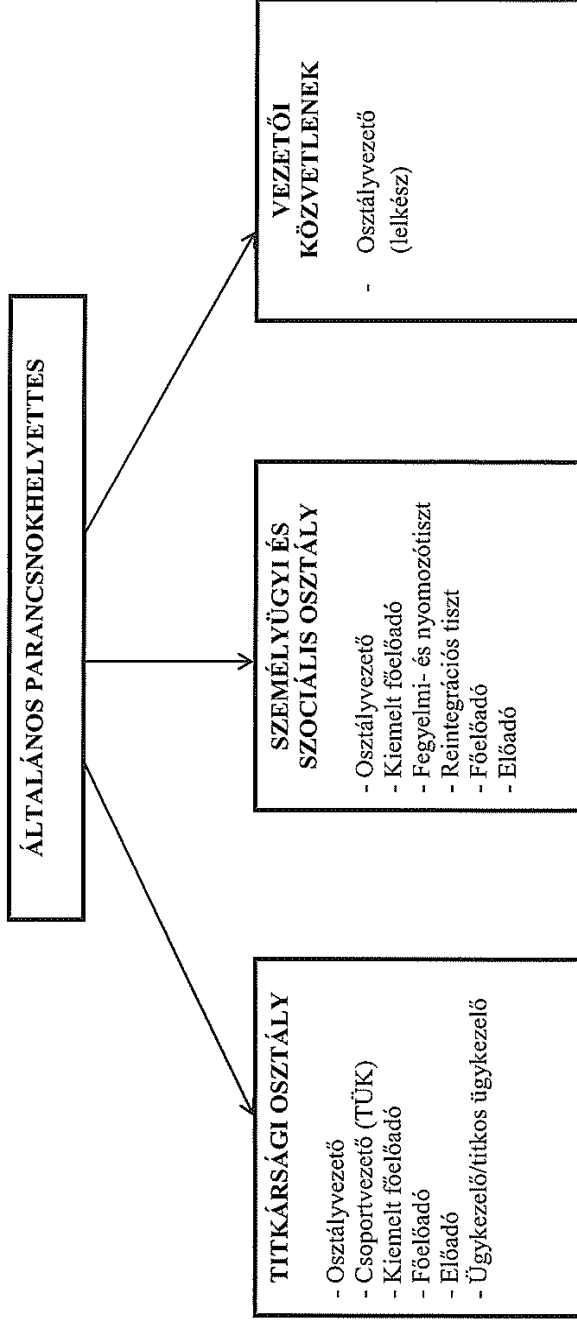 ÁLTALÁNOS PARANCSNOKHELYETTES
TITKÁRSÁGI OSZTÁLY
- Osztályvezető
- Csoportvezető (TÜK)
- Kiemelt főelőadó
- Főelőadó
- Előadó
- Ügykezelő/titkos ügykezelő
SZEMÉLYÜGYI ÉS
SZOCIÁLIS OSZTÁLY
- Osztályvezető
- Kiemelt főelőadó
- Fegyelmi- és nyomozótiszt
- Reintegrációs tiszt
- Főelőadó
- Előadó
VEZETŐI
KÖZVETLENEK
- Osztályvezető
(lelkész)